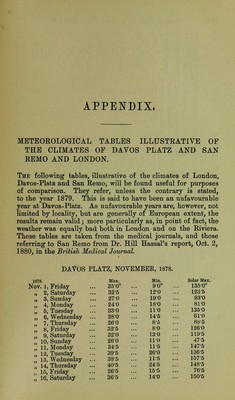 APPENDIX.
METEOROLOGICAL TABLES ILLUSTRATIVE OF
THE CLIMATES OF DAVOS PLATZ AND SAN
REMO AND LONDON.
THE following tables, illustrative of the climates of London,
Davos-Platz and San Remo, will be found useful for purposes
of comparison. They refer, unless the contrary is stated,
to the year 1879. This is said to have been an unfavourable
year at Davos-Platz. As unfavourable years are, however, not
limited by locality, but are generally of European extent, the
results remain valid; more particularly as, in point of fact, the
weather was equally bad both in London and on the Riviera.
These tables are taken from the medical journals, and those
referring to San Remo from Dr. Hill Hassal's report, Oct. 2,
1880, in the British Medical Journal.
DAVOS PLATZ, NOVEMBER, 1878.
1878. Max. Min. Solar Max.
Nov. 1, Friday ... 35·0° ... 9·0° ... 135·0°
„ 2, Saturday ... 32·5 ... 12·0 ... 123·5
„ 3, Sunday ... 27·0 ... 19·0 ... 93·0
„ 4, Monday ... 24·0 ... 19·0 ... 81·0
„ 5, Tuesday ... 33·0 ... 11·0 ... 135·0
„ 6, Wednesday ... 38·0 ... 14·5 ... 61·0
„ 7, Thursday ... 26·0 ... 8·5 ... 80·5
„ 8, Friday ... 32·5 ... 8·0 ... 126·0
„ 9, Saturday ... 32·0 ... 13·0 ... 119·5
„ 10, Sunday ... 26·0 ... 11·0 ... 47·5
„ 11, Monday ... 34·5 ... 11·5 ... 147·5
„ 12, Tuesday ... 39·5 ... 20·0 ... 136·5
„ 13, Wednesday ... 38·5 ... 11·5 ... 157·5
„ 14, Thursday ... 40·5 ... 24·5 ... 148·5
„ 15, Friday ... 26·5 ... 15·5 ... 76·5
„ 16, Saturday ... 36·5 ... 14·0 ... 150·5